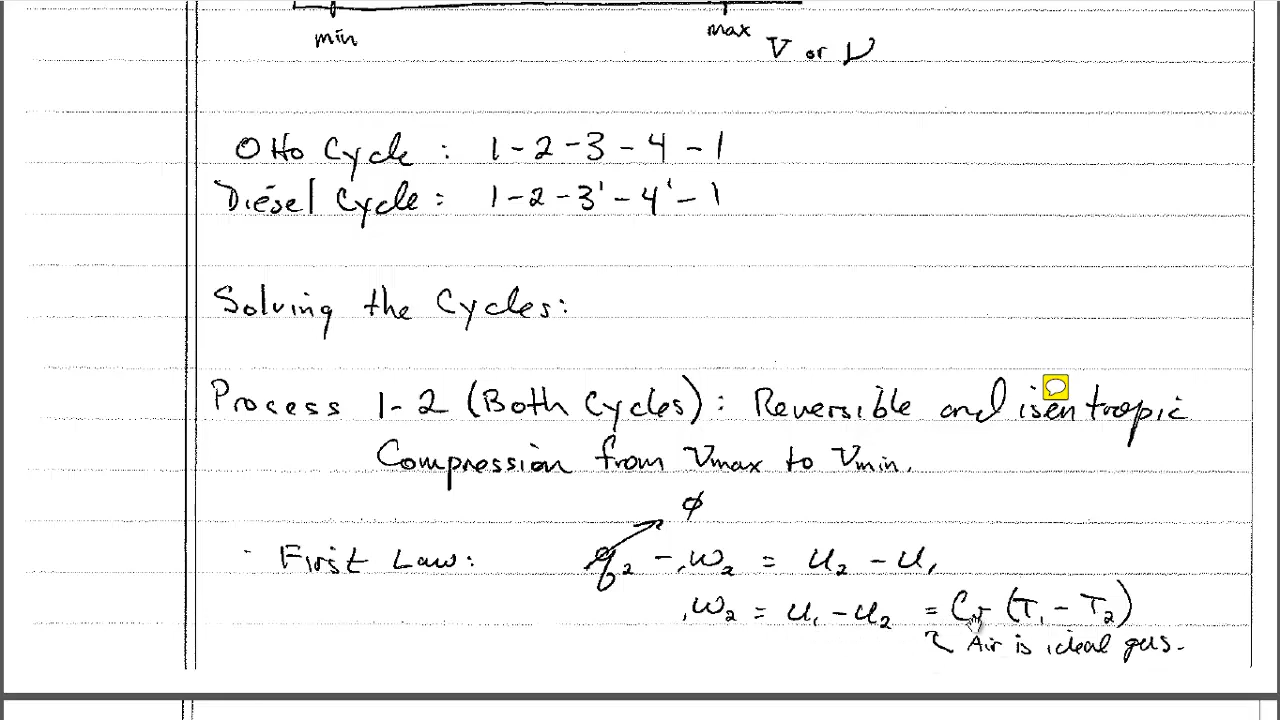 min max V or ν
Otto Cycle : 1-2-3-4-1
Diesel Cycle: 1-2-3'-4'-1
Solving the Cycles:
Process 1-2 (Both Cycles): Reversible and isentropic
Compression from Vmax to Vmin.
ϕ
First Law: ₁q₂ - ₁w₂ = u₂ - u₁
₁w₂ = u₁ - u₂ = Cv (T₁ - T₂)
Air is ideal gas.